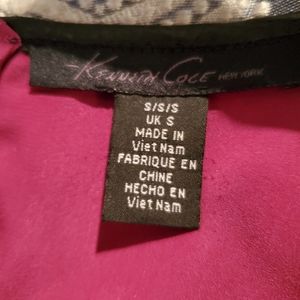 KENNETH COLE NEW YORK
S/S/S
UK S
MADE IN
Viet Nam
FABRIQUE EN
CHINE
HECHO EN
Viet Nam